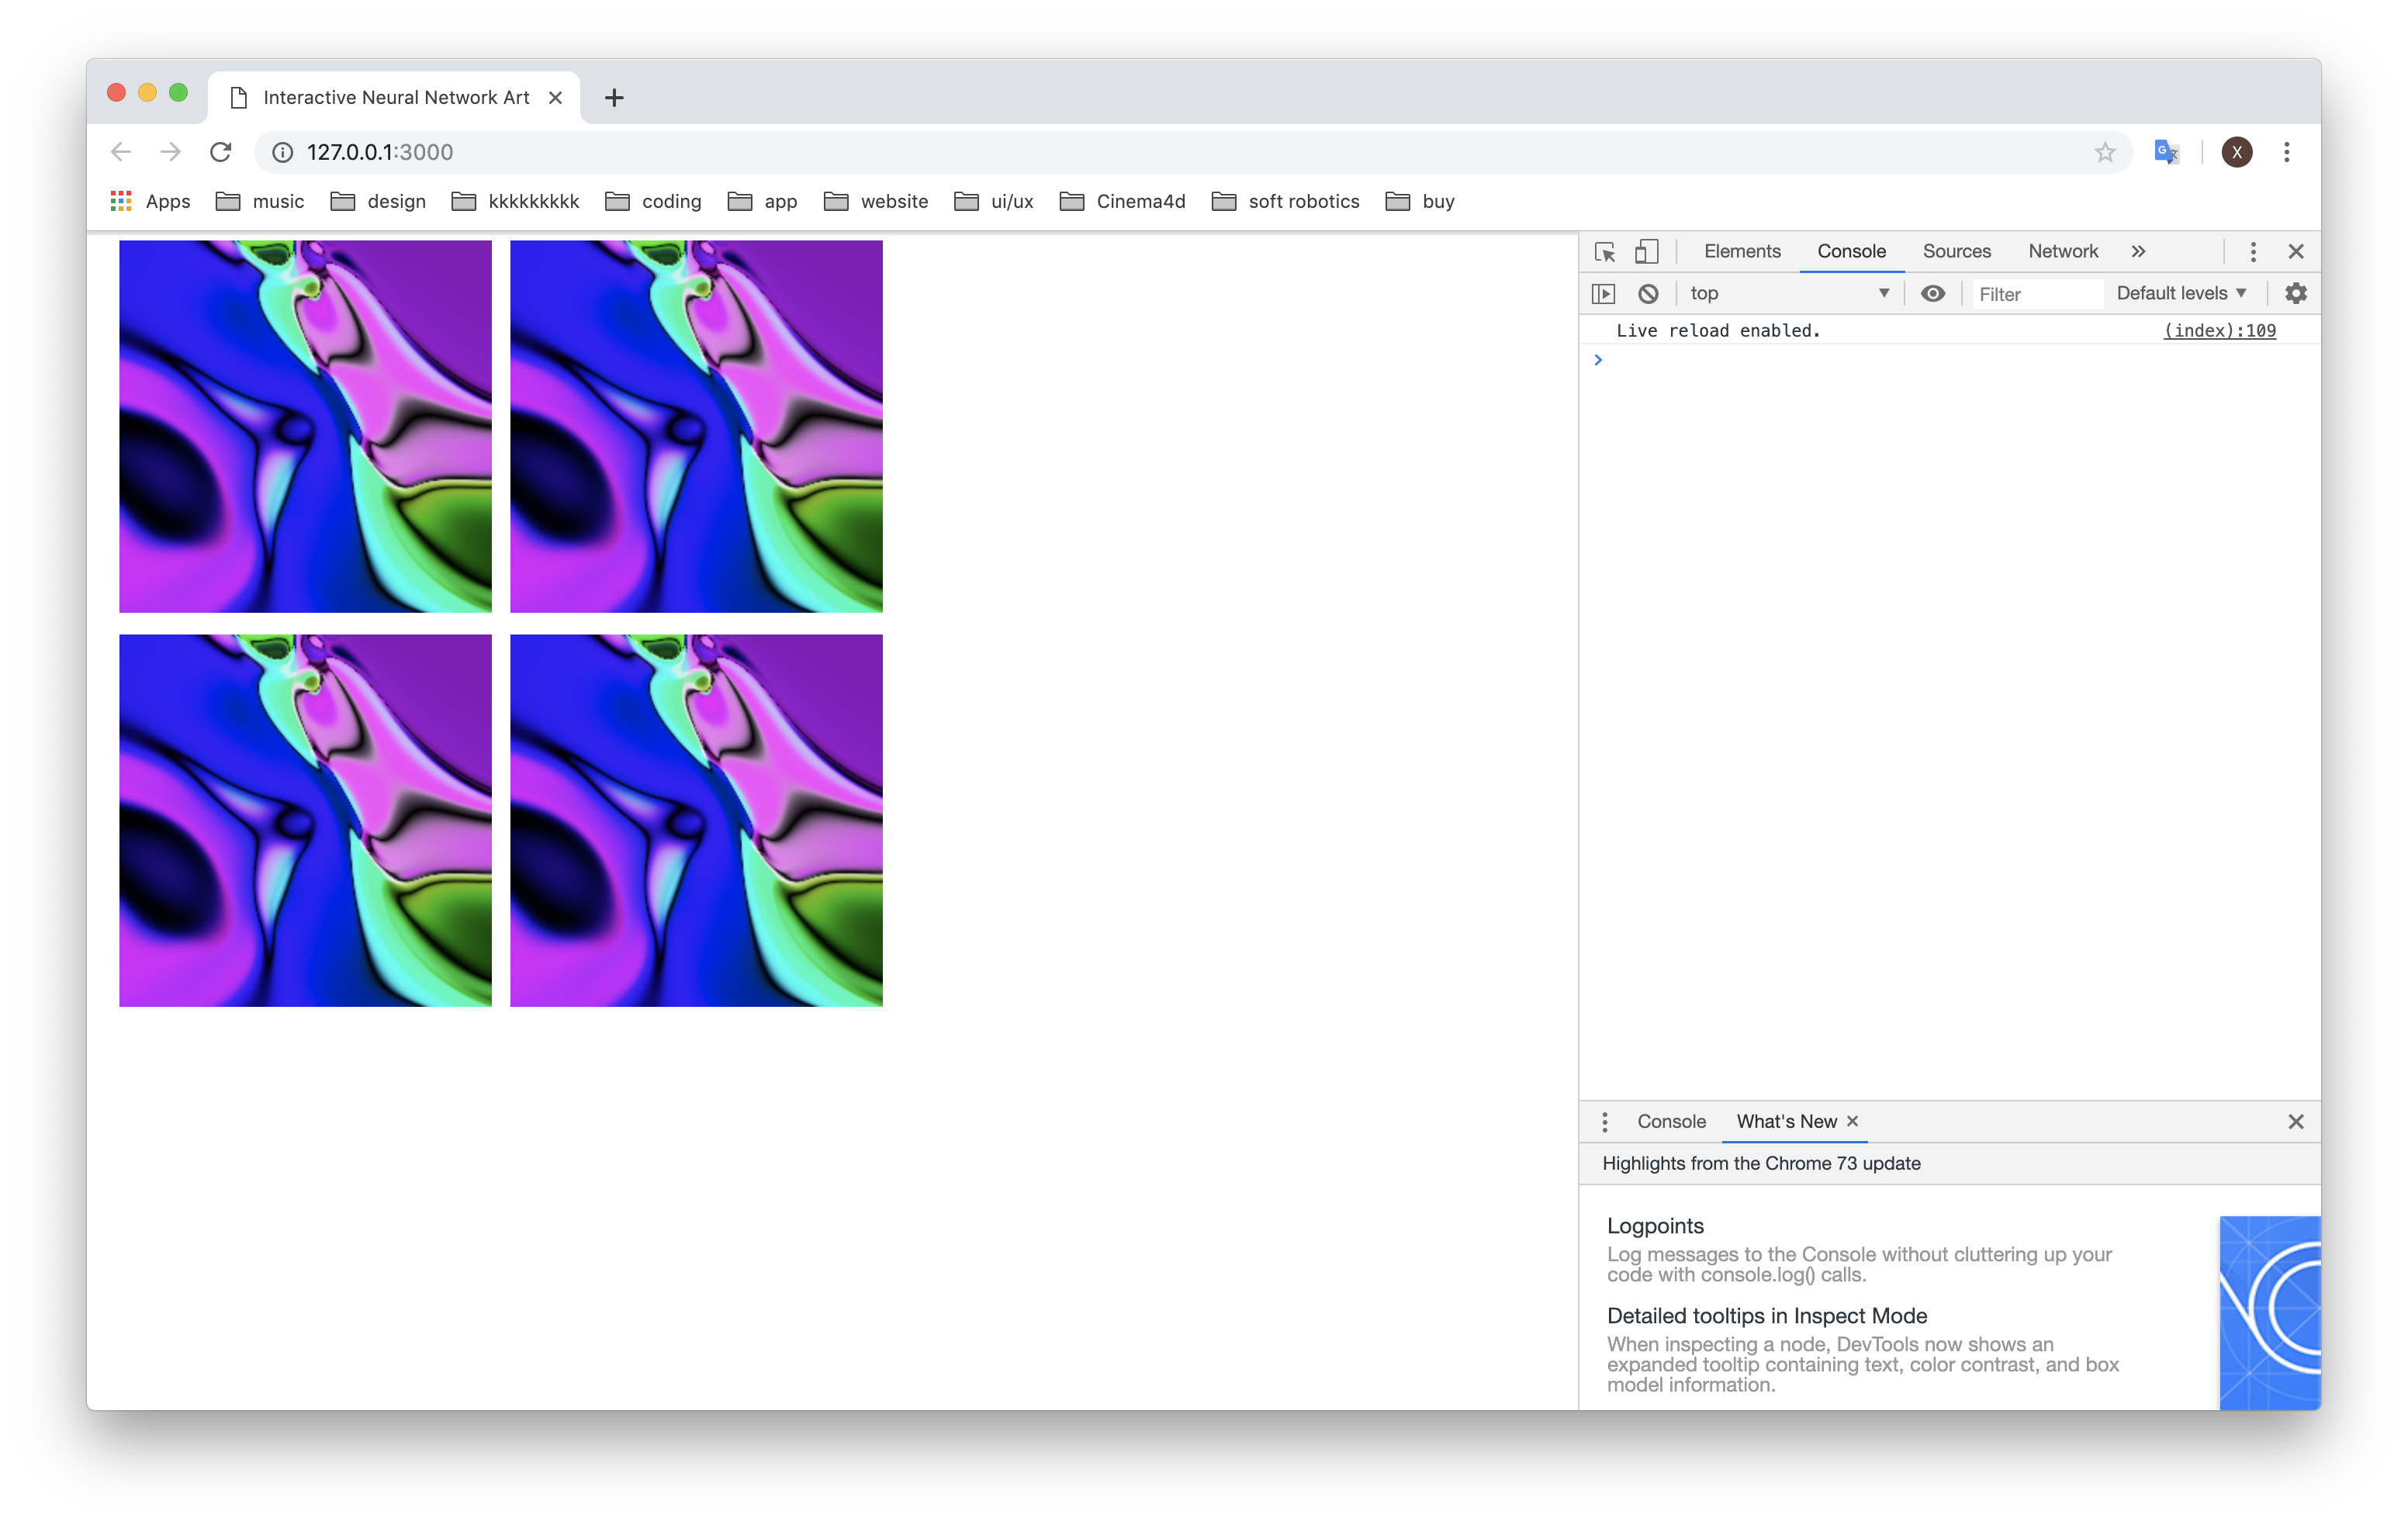 Interactive Neural Network Art
127.0.0.1:3000
X
Apps music design kkkkkkkkk coding app website ui/ux Cinema4d soft robotics buy
Elements Console Sources Network
top Filter Default levels
Live reload enabled. (index):109
Console What's New
Highlights from the Chrome 73 update
Logpoints
Log messages to the Console without cluttering up your
code with console.log() calls.
Detailed tooltips in Inspect Mode
When inspecting a node, DevTools now shows an
expanded tooltip containing text, color contrast, and box
model information.